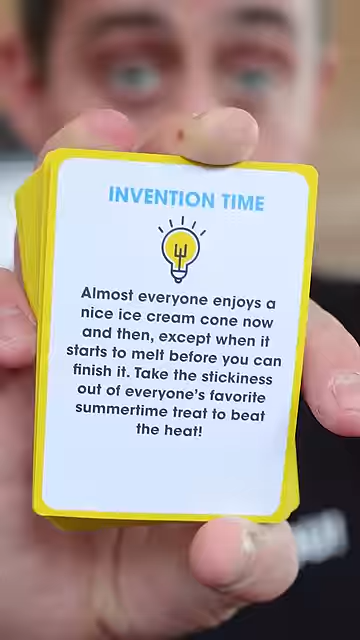 INVENTION TIME
Almost everyone enjoys a
nice ice cream cone now
and then, except when it
starts to melt before you can
finish it. Take the stickiness
out of everyone's favorite
summertime treat to beat
the heat!